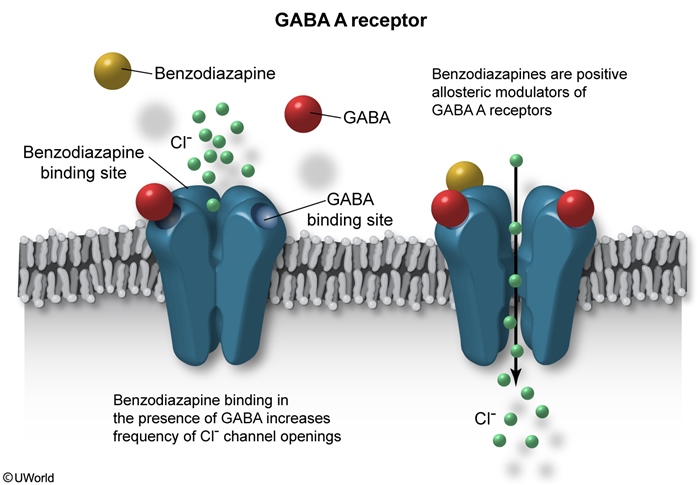 GABA A receptor
Benzodiazapine
Benzodiazapines are positive
allosteric modulators of
GABA A receptors
GABA
Cl⁻
Benzodiazapine
binding site
GABA
binding site
Benzodiazapine binding in
the presence of GABA increases
frequency of Cl⁻ channel openings
Cl⁻
©UWorld